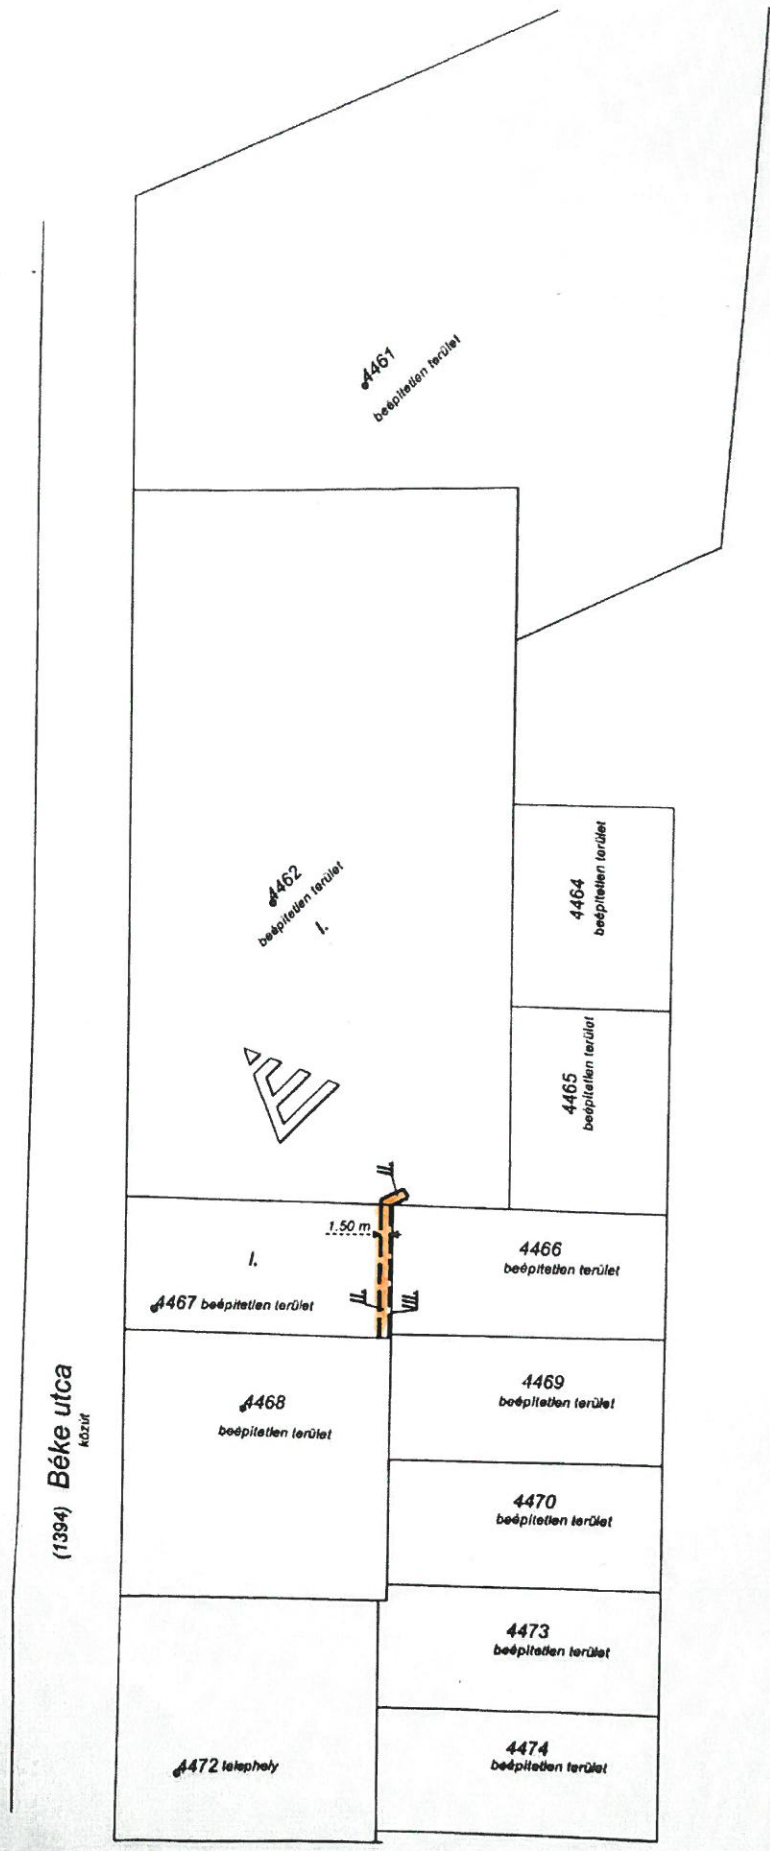 4461
beépítetlen terület
4462
beépítetlen terület
I.
4464
beépítetlen terület
4465
beépítetlen terület
II.
1.50 m
4466
beépítetlen terület
I.
4467 beépítetlen terület
II.
III.
4468
beépítetlen terület
4469
beépítetlen terület
(1394) Béke utca
közút
4470
beépítetlen terület
4473
beépítetlen terület
4472 telephely
4474
beépítetlen terület